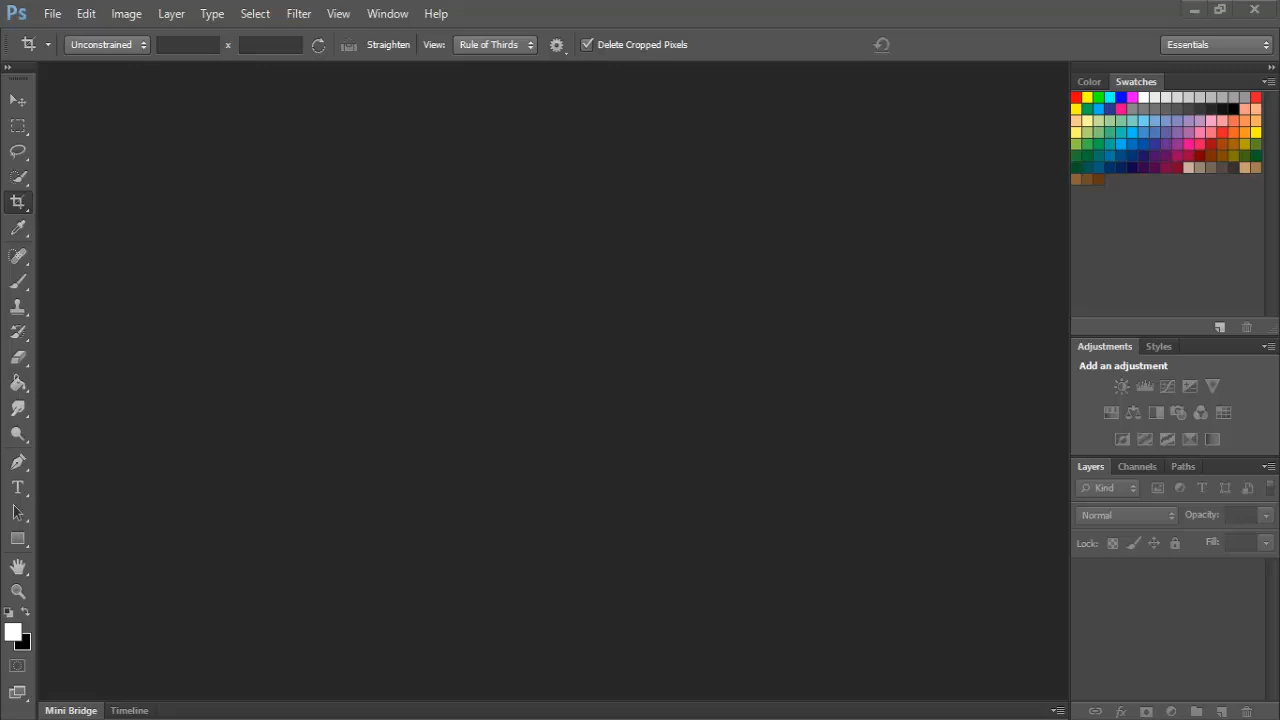 Ps File Edit Image Layer Type Select Filter View Window Help
Unconstrained x Straighten View: Rule of Thirds Delete Cropped Pixels Essentials
Color Swatches
Adjustments Styles
Add an adjustment
Layers Channels Paths
Kind T
Normal Opacity:
Lock: Fill:
T
fx
Mini Bridge Timeline